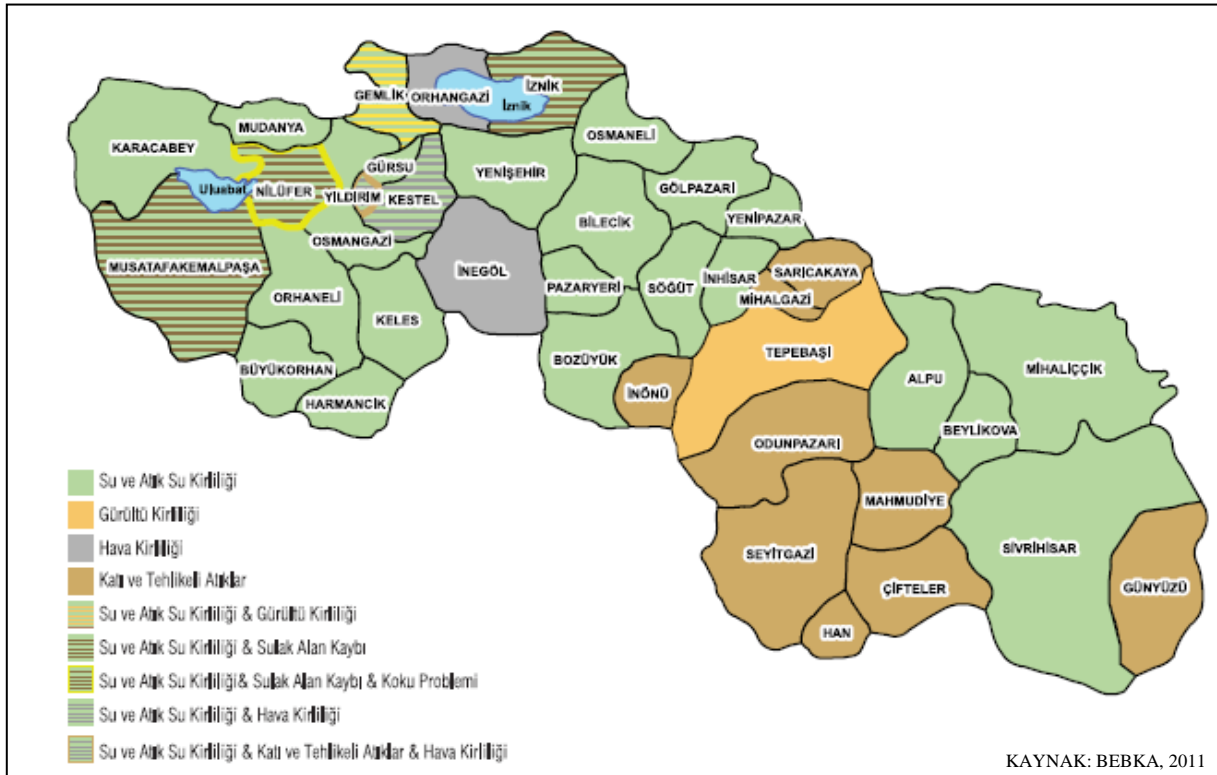 GEMLİK
ORHANGAZİ
İZNİK
İznik
MUDANYA
KARACABEY
OSMANELİ
GÜRSU
YENİŞEHİR
GÖLPAZARI
Uluabat
NİLÜFER
YILDIRIM
KESTEL
BİLECİK
YENİPAZAR
OSMANGAZİ
MUSATAFAKEMALPAŞA
İNEGÖL
PAZARYERİ
SÖĞÜT
İNHİSAR
SARICAKAYA
MİHALGAZİ
ORHANELİ
KELES
BOZÜYÜK
TEPEBAŞI
MİHALIÇÇIK
BÜYÜKORHAN
ALPU
İNÖNÜ
HARMANCIK
BEYLİKOVA
ODUNPAZARI
MAHMUDİYE
SEYİTGAZİ
SİVRİHİSAR
ÇİFTELER
GÜNYÜZÜ
HAN
Su ve Atık Su Kirliliği
Gürültü Kirliliği
Hava Kirliliği
Katı ve Tehlikeli Atıklar
Su ve Atık Su Kirliliği & Gürültü Kirliliği
Su ve Atık Su Kirliliği & Sulak Alan Kaybı
Su ve Atık Su Kirliliği& Sulak Alan Kaybı & Koku Problemi
Su ve Atık Su Kirliliği & Hava Kirliliği
Su ve Atık Su Kirliliği & Katı ve Tehlikeli Atıklar & Hava Kirliliği
KAYNAK: BEBKA, 2011